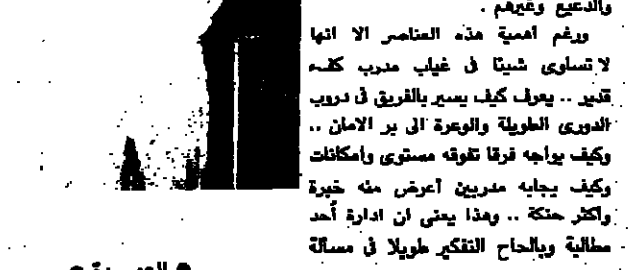 والدعيع وغيرهم .
ورغم أهمية هذه العناصر الا انها
لا تساوى شيئا فى غياب مدرب كفء
قدير .. يعرف كيف يسير بالفريق فى دروب
الدورى الطويلة والوعرة الى بر الامان ..
وكيف يواجه فرقا تفوقه مستوى وامكانات
وكيف يجابه مدربين أعرض منه خبرة
وأكثر حنكة .. وهذا يعنى ان ادارة أحد
مطالبة وبالحاح التفكير طويلا فى مسألة